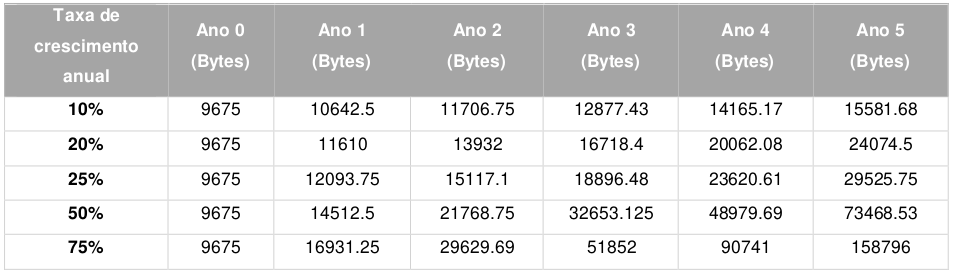 Taxa de crescimento anual | Ano 0 (Bytes) | Ano 1 (Bytes) | Ano 2 (Bytes) | Ano 3 (Bytes) | Ano 4 (Bytes) | Ano 5 (Bytes)
10% 9675 10642.5 11706.75 12877.43 14165.17 15581.68
20% 9675 11610 13932 16718.4 20062.08 24074.5
25% 9675 12093.75 15117.1 18896.48 23620.61 29525.75
50% 9675 14512.5 21768.75 32653.125 48979.69 73468.53
75% 9675 16931.25 29629.69 51852 90741 158796